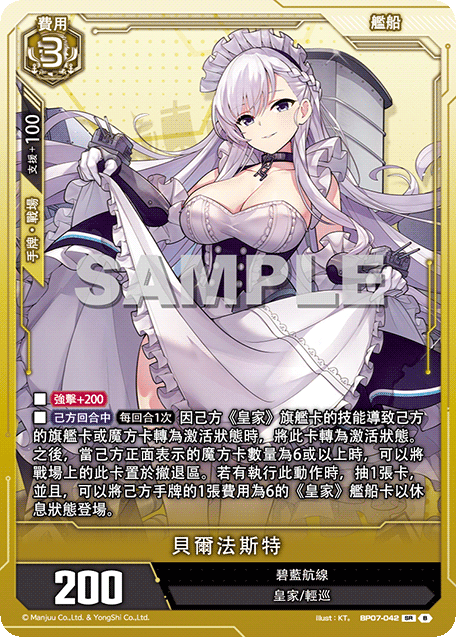 費用
3
艦船
支援+100
手牌・戰場
SAMPLE
■ 強擊+200
■ 己方回合中 每回合1次 因己方《皇家》旗艦卡的技能導致己方
的旗艦卡或魔方卡轉為激活狀態時，將此卡轉為激活狀態。
之後，當己方正面表示的魔方卡數量為6或以上時，可以將
戰場上的此卡置於撤退區。若有執行此動作時，抽1張卡，
並且，可以將己方手牌的1張費用為6的《皇家》艦船卡以休
息狀態登場。
貝爾法斯特
200
碧藍航線
皇家/輕巡
© Manjuu Co.,Ltd. & YongShi Co.,Ltd.
illust：KT。 BP07-042 SR B